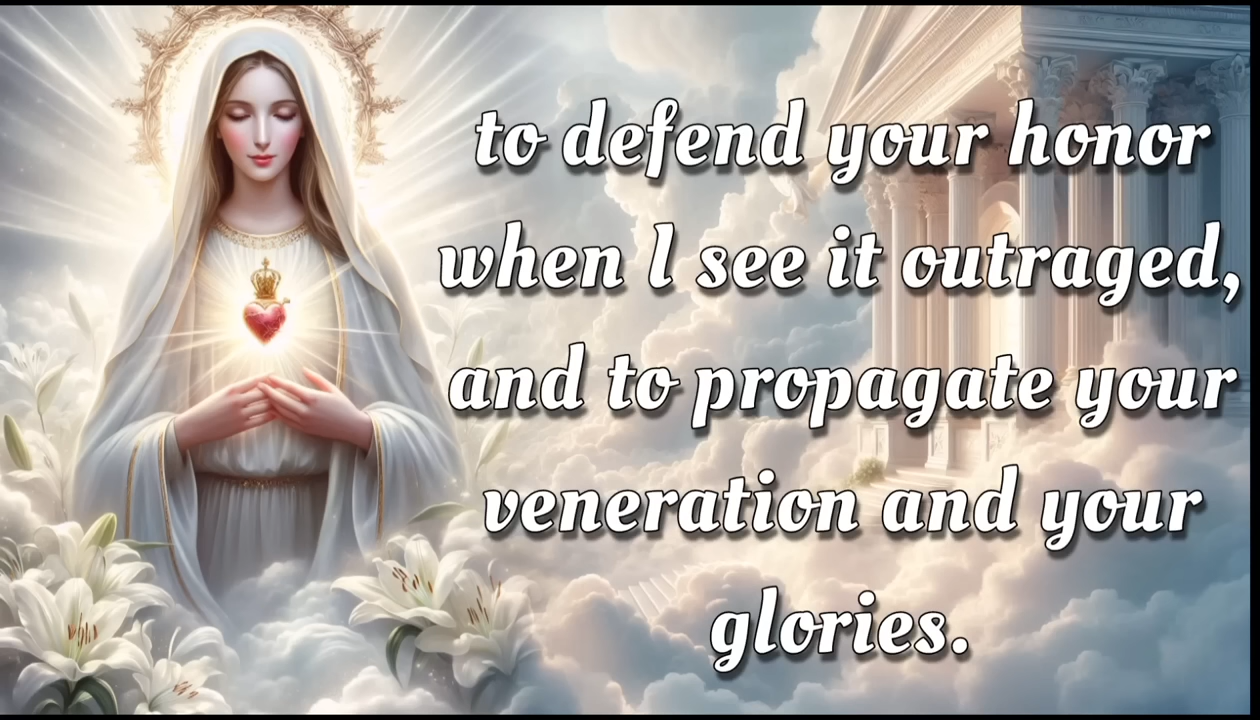 to defend your honor
when I see it outraged,
and to propagate your
veneration and your
glories.